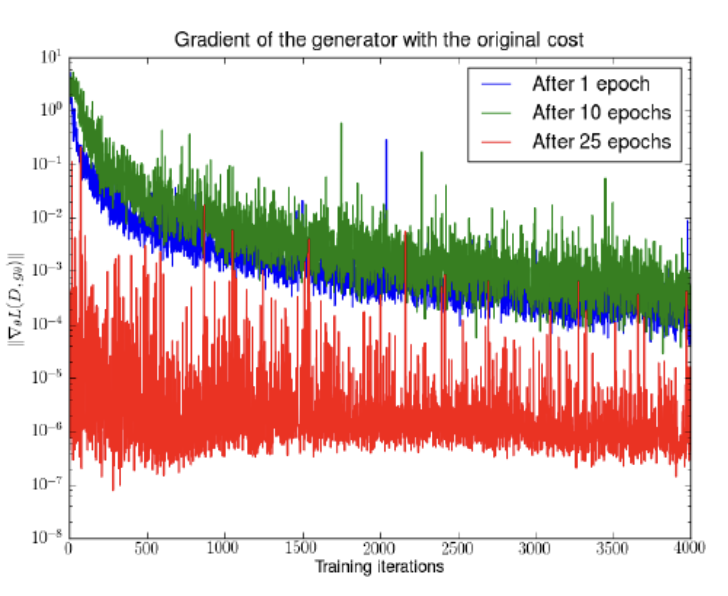 Gradient of the generator with the original cost
10¹
10⁰
10⁻¹
10⁻²
10⁻³
10⁻⁴
10⁻⁵
10⁻⁶
10⁻⁷
10⁻⁸
‖∇θL(D, gθ)‖
After 1 epoch
After 10 epochs
After 25 epochs
0 500 1000 1500 2000 2500 3000 3500 4000
Training iterations